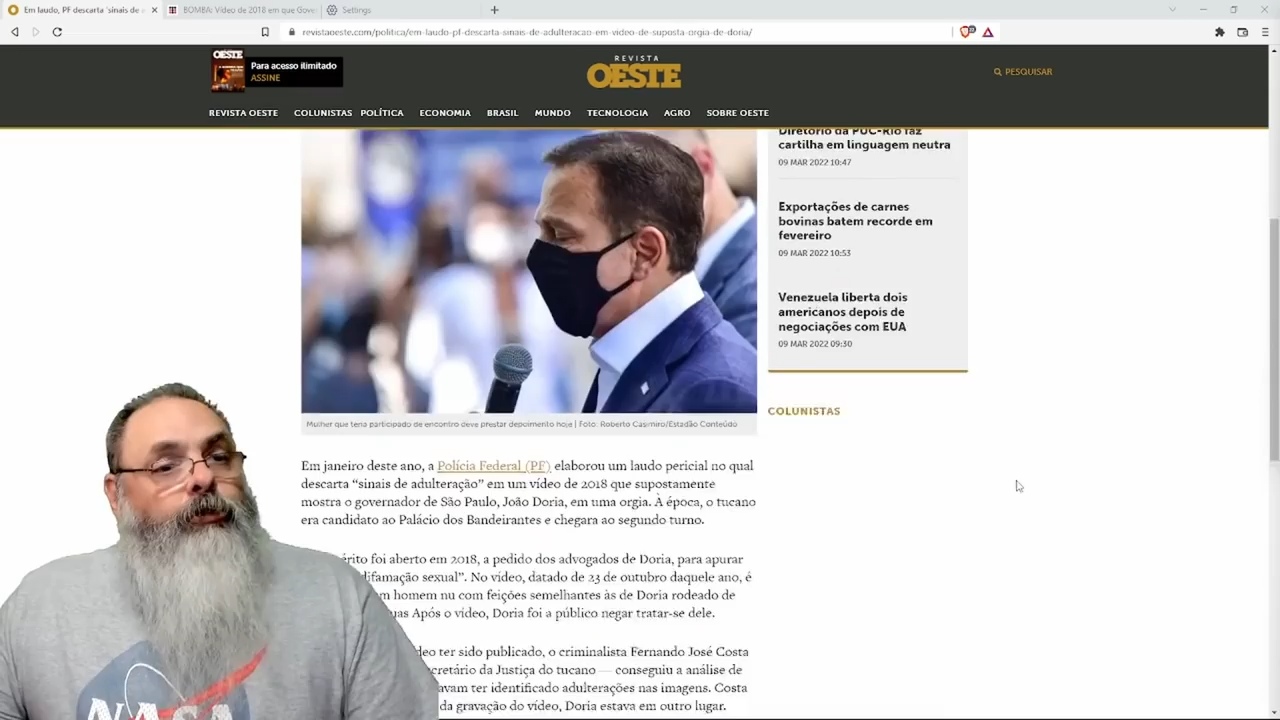 Em laudo, PF descarta 'sinais de a
BOMBA: Vídeo de 2018 em que Gove
Settings
revistaoeste.com/politica/em-laudo-pf-descarta-sinais-de-adulteracao-em-video-de-suposta-orgia-de-doria/
OESTE
Para acesso ilimitado
ASSINE
REVISTA
OESTE
PESQUISAR
REVISTA OESTE COLUNISTAS POLÍTICA ECONOMIA BRASIL MUNDO TECNOLOGIA AGRO SOBRE OESTE
Diretório da PUC-Rio faz
cartilha em linguagem neutra
09 MAR 2022 10:47
Exportações de carnes
bovinas batem recorde em
fevereiro
09 MAR 2022 10:53
Venezuela liberta dois
americanos depois de
negociações com EUA
09 MAR 2022 09:30
COLUNISTAS
Mulher que teria participado de encontro deve prestar depoimento hoje | Foto: Roberto Casimiro/Estadão Conteúdo
Em janeiro deste ano, a Polícia Federal (PF) elaborou um laudo pericial no qual
descarta “sinais de adulteração” em um vídeo de 2018 que supostamente
mostra o governador de São Paulo, João Doria, em uma orgia. À época, o tucano
era candidato ao Palácio dos Bandeirantes e chegara ao segundo turno.
érito foi aberto em 2018, a pedido dos advogados de Doria, para apurar
difamação sexual”. No vídeo, datado de 23 de outubro daquele ano, é
m homem nu com feições semelhantes às de Doria rodeado de
uas Após o vídeo, Doria foi a público negar tratar-se dele.
deo ter sido publicado, o criminalista Fernando José Costa
cretário da Justiça do tucano — conseguiu a análise de
avam ter identificado adulterações nas imagens. Costa
da gravação do vídeo, Doria estava em outro lugar.
NASA